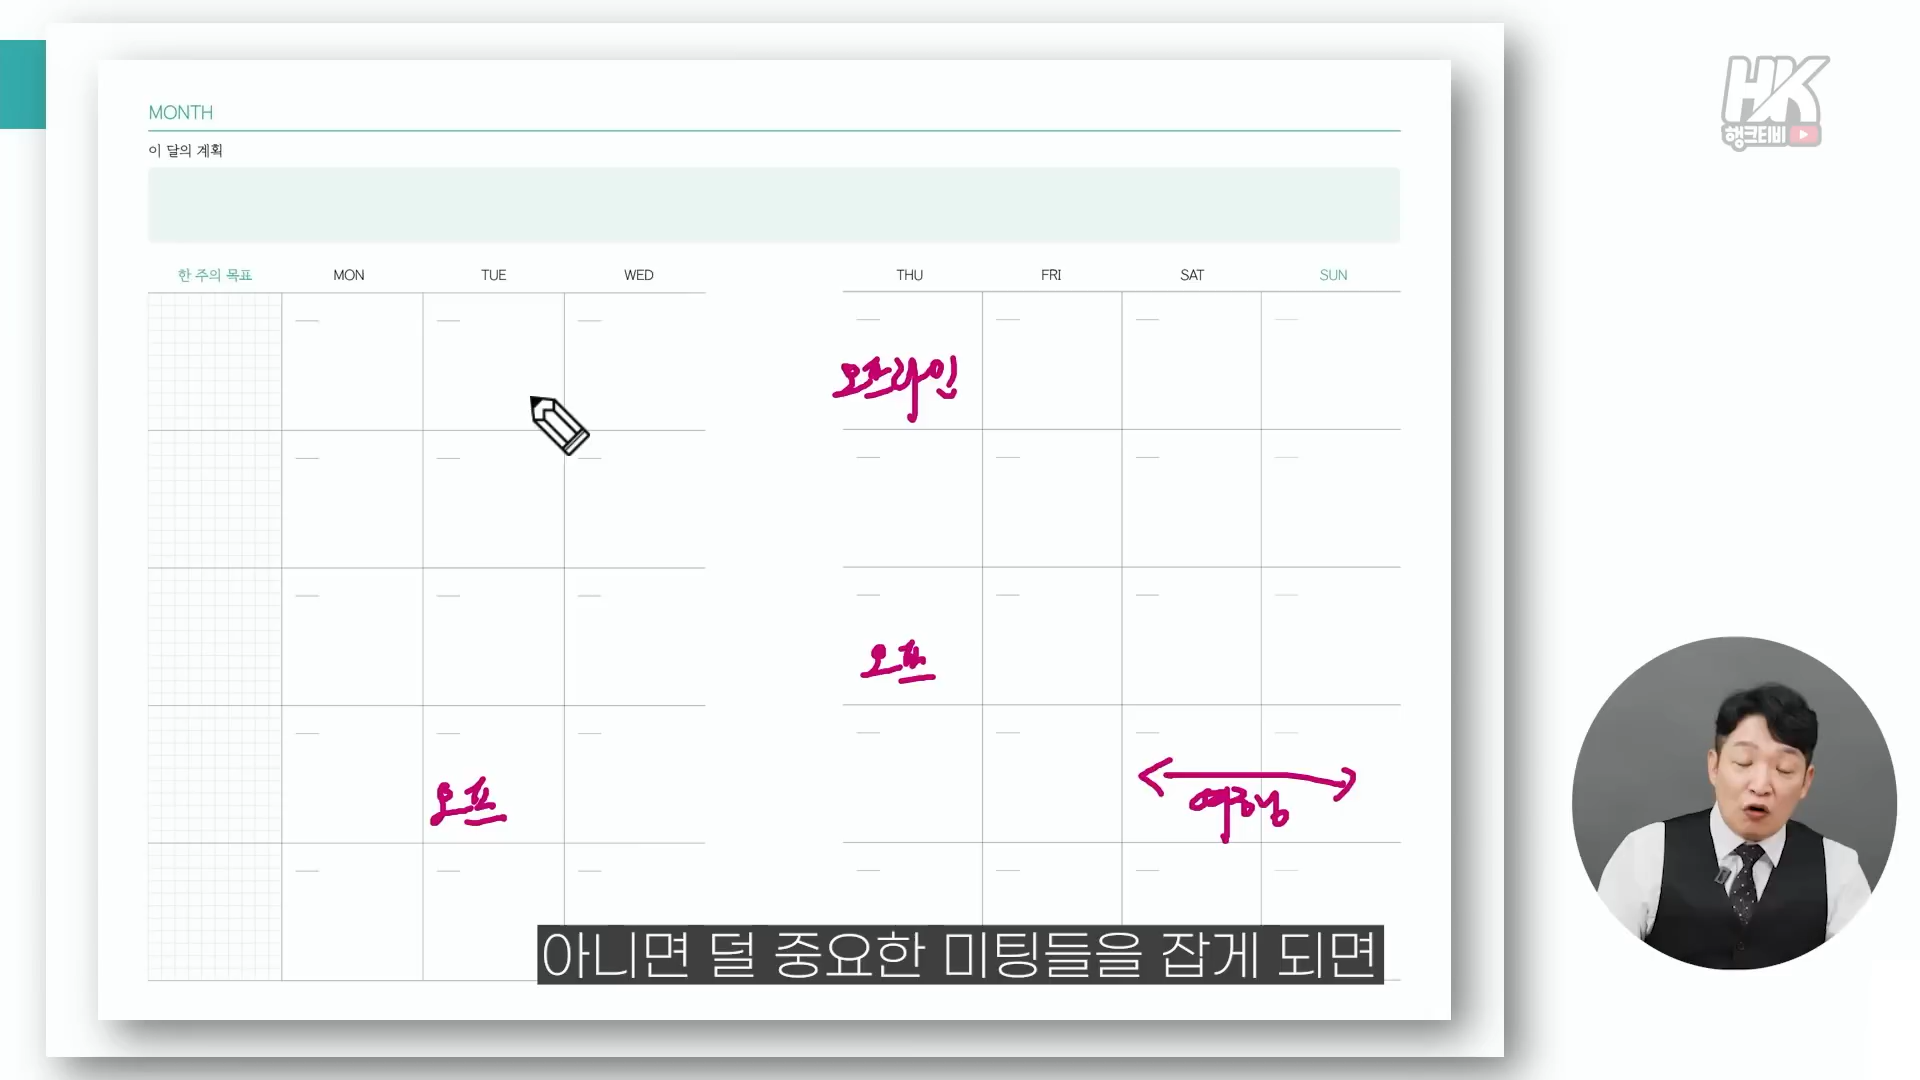 MONTH
이 달의 계획
한 주의 목표 MON TUE WED THU FRI SAT SUN
오프라인
오프
오프
여행
아니면 덜 중요한 미팅들을 잡게 되면
HK
행크티비